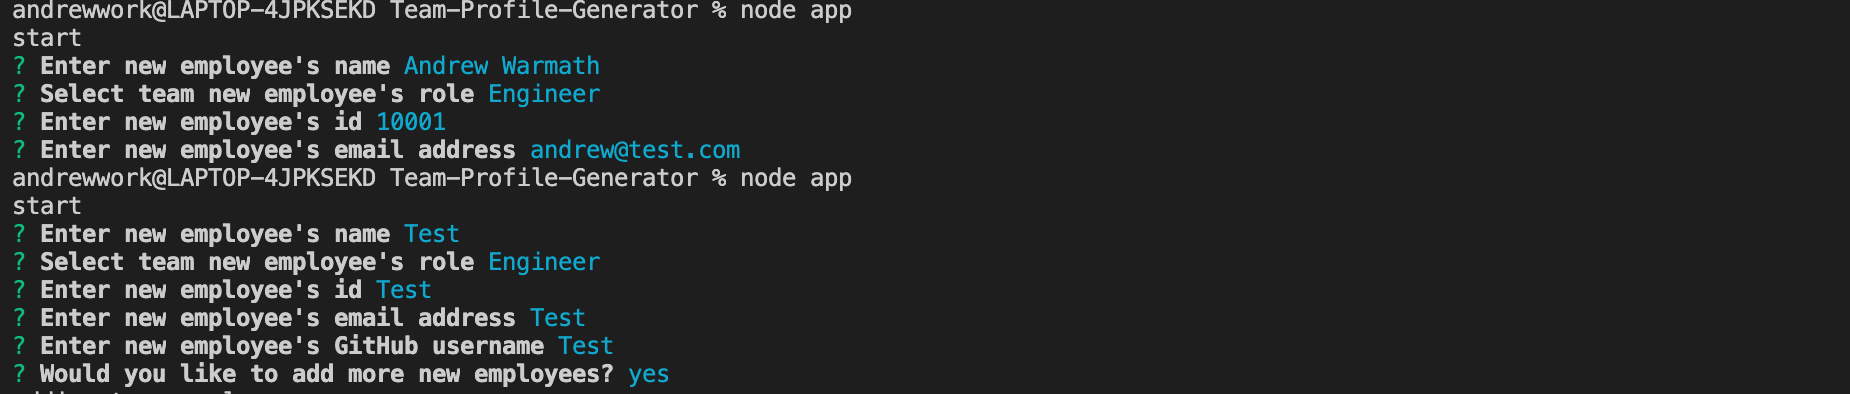 andrewwork@LAPTOP-4JPKSEKD Team-Profile-Generator % node app
start
? Enter new employee's name Andrew Warmath
? Select team new employee's role Engineer
? Enter new employee's id 10001
? Enter new employee's email address andrew@test.com
andrewwork@LAPTOP-4JPKSEKD Team-Profile-Generator % node app
start
? Enter new employee's name Test
? Select team new employee's role Engineer
? Enter new employee's id Test
? Enter new employee's email address Test
? Enter new employee's GitHub username Test
? Would you like to add more new employees? yes